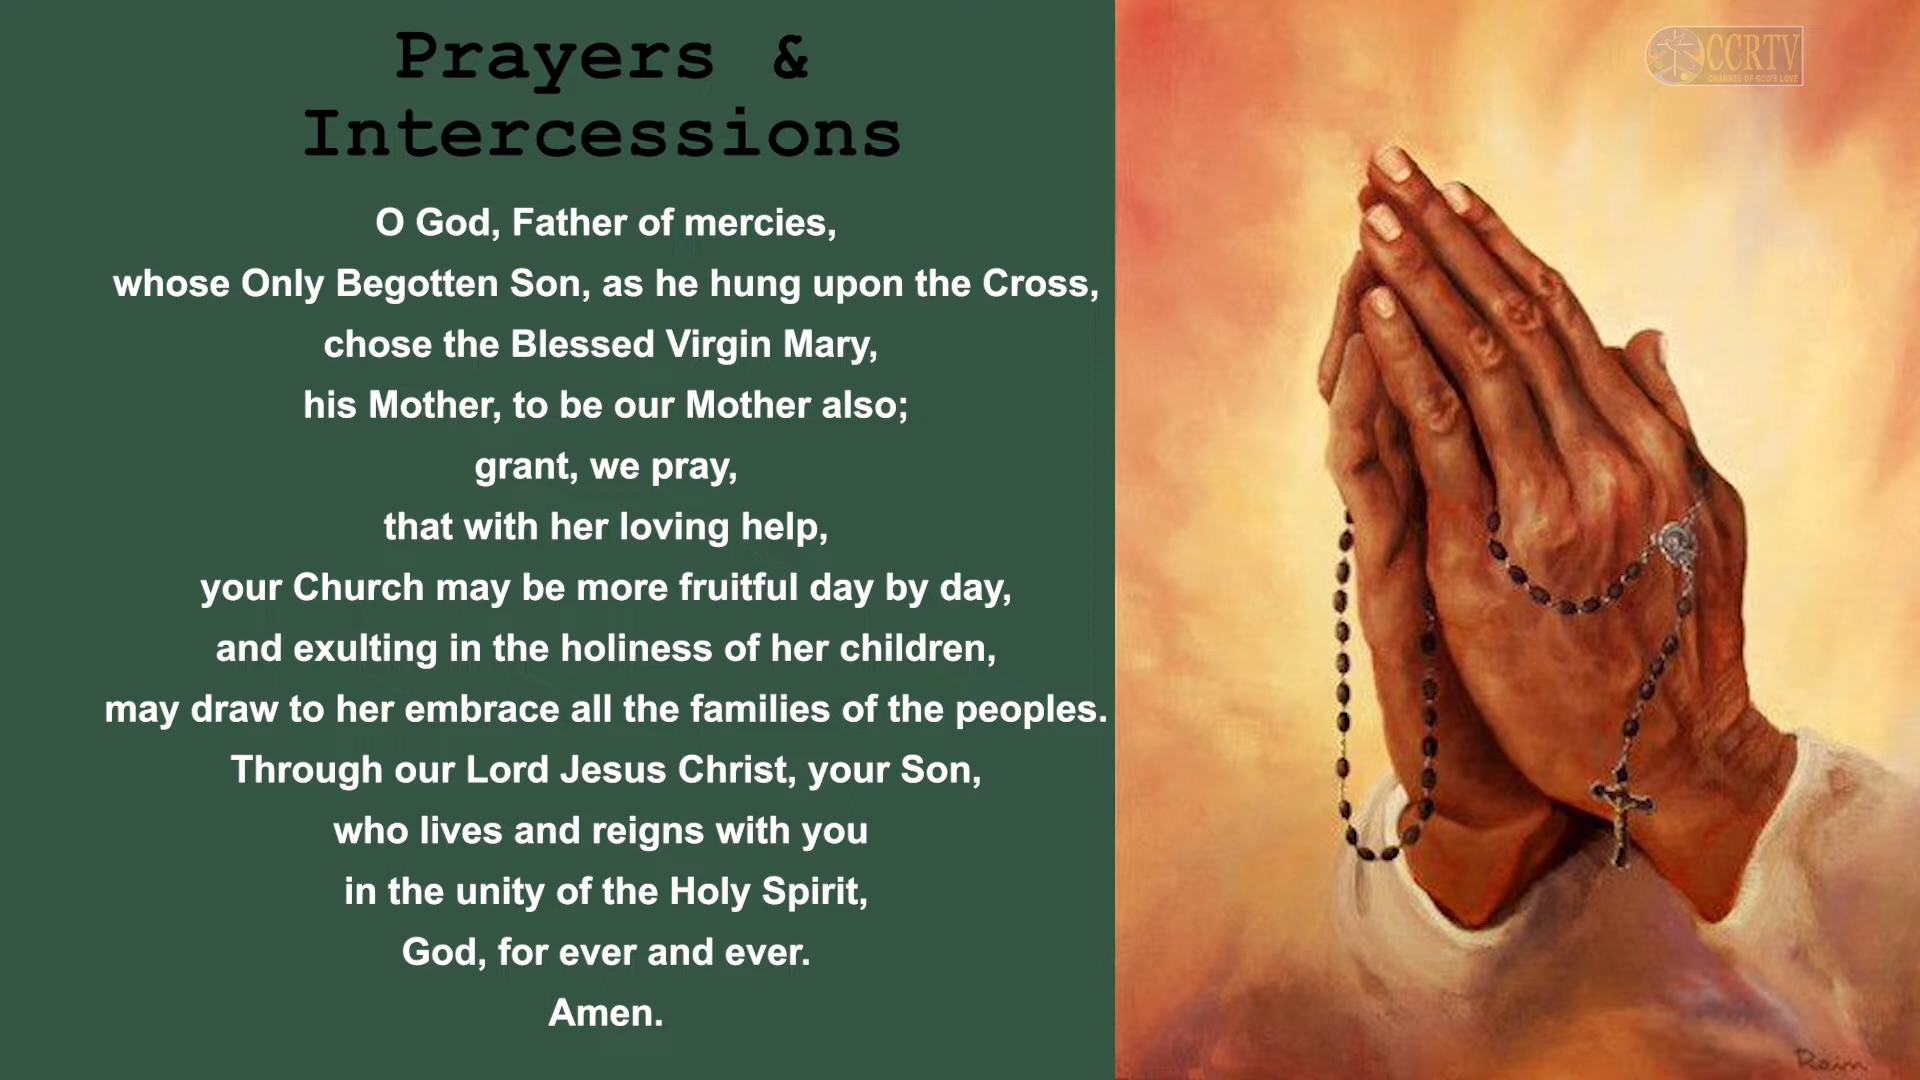 Prayers &
Intercessions
O God, Father of mercies,
whose Only Begotten Son, as he hung upon the Cross,
chose the Blessed Virgin Mary,
his Mother, to be our Mother also;
grant, we pray,
that with her loving help,
your Church may be more fruitful day by day,
and exulting in the holiness of her children,
may draw to her embrace all the families of the peoples.
Through our Lord Jesus Christ, your Son,
who lives and reigns with you
in the unity of the Holy Spirit,
God, for ever and ever.
Amen.
CCRTV
CHANNEL OF GOD'S LOVE